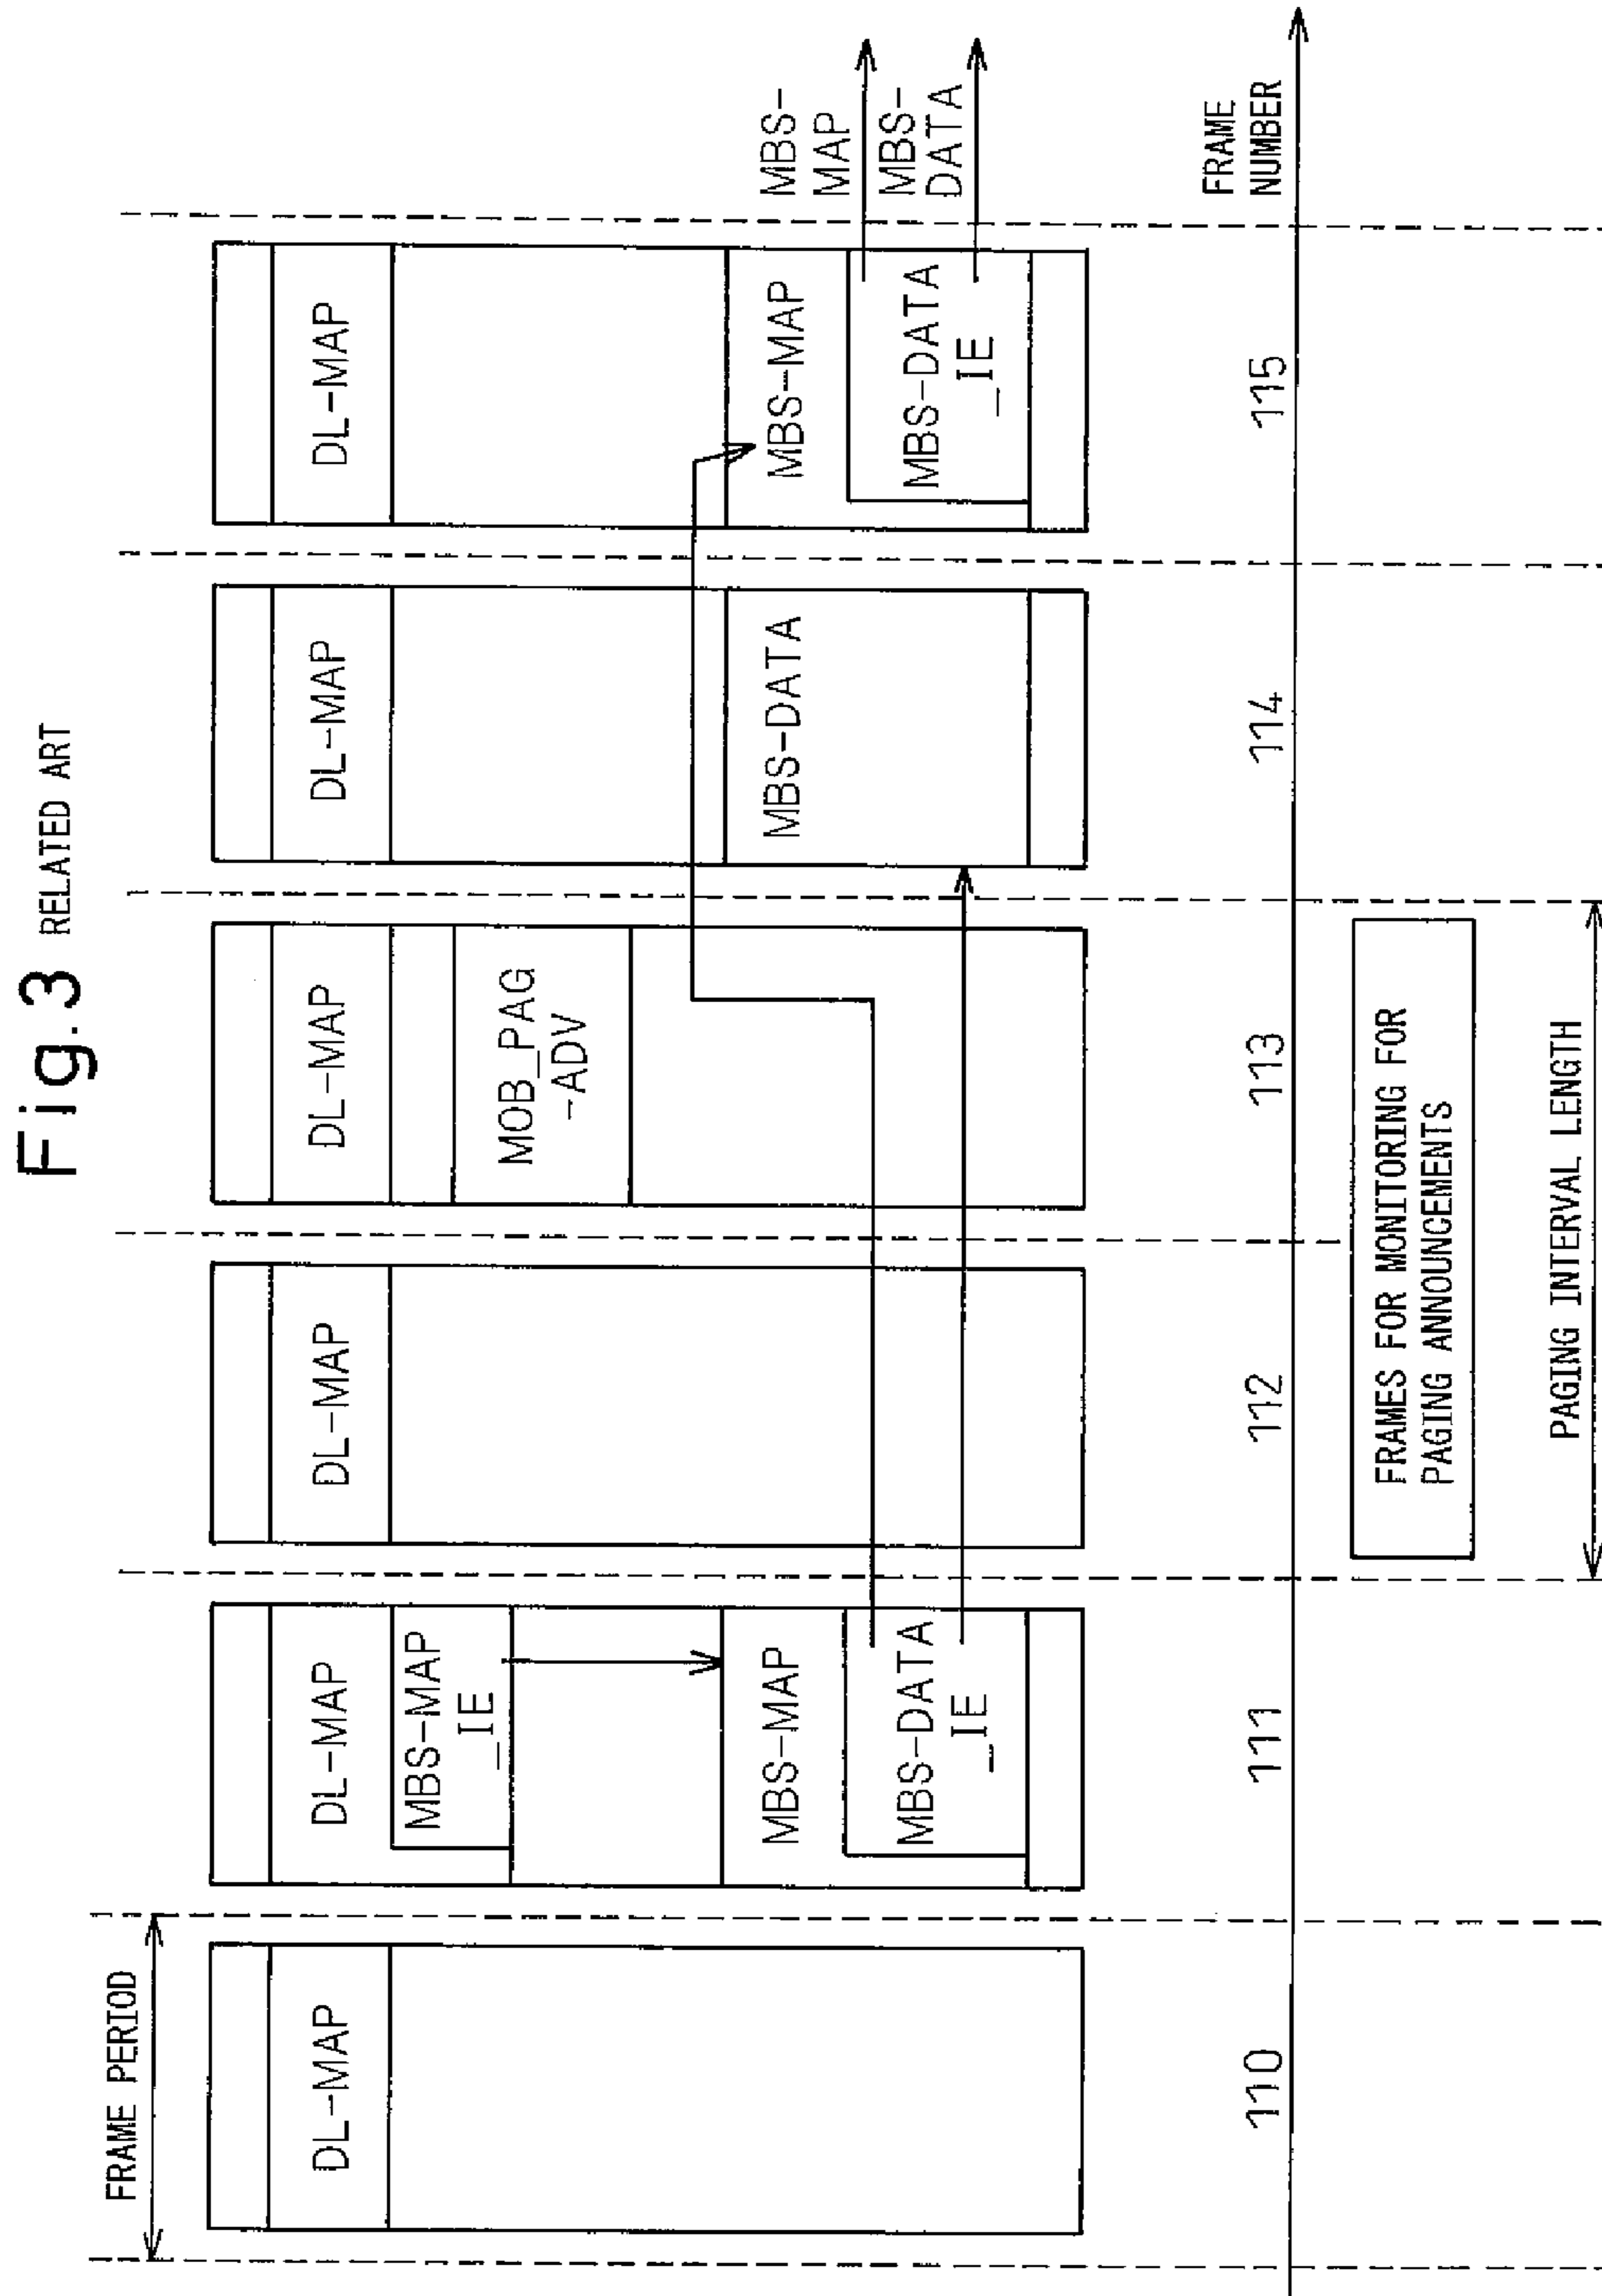 Fig.3 RELATED ART
FRAME PERIOD
DL-MAP
DL-MAP
MBS-MAP
_IE
MBS-MAP
MBS-DATA
_IE
DL-MAP
DL-MAP
MOB_PAG
-ADV
DL-MAP
MBS-DATA
DL-MAP
MBS-MAP
MBS-DATA
_IE
MBS-
MAP
MBS-
DATA
FRAME
NUMBER
110
111
112
113
114
115
FRAMES FOR MONITORING FOR
PAGING ANNOUNCEMENTS
PAGING INTERVAL LENGTH